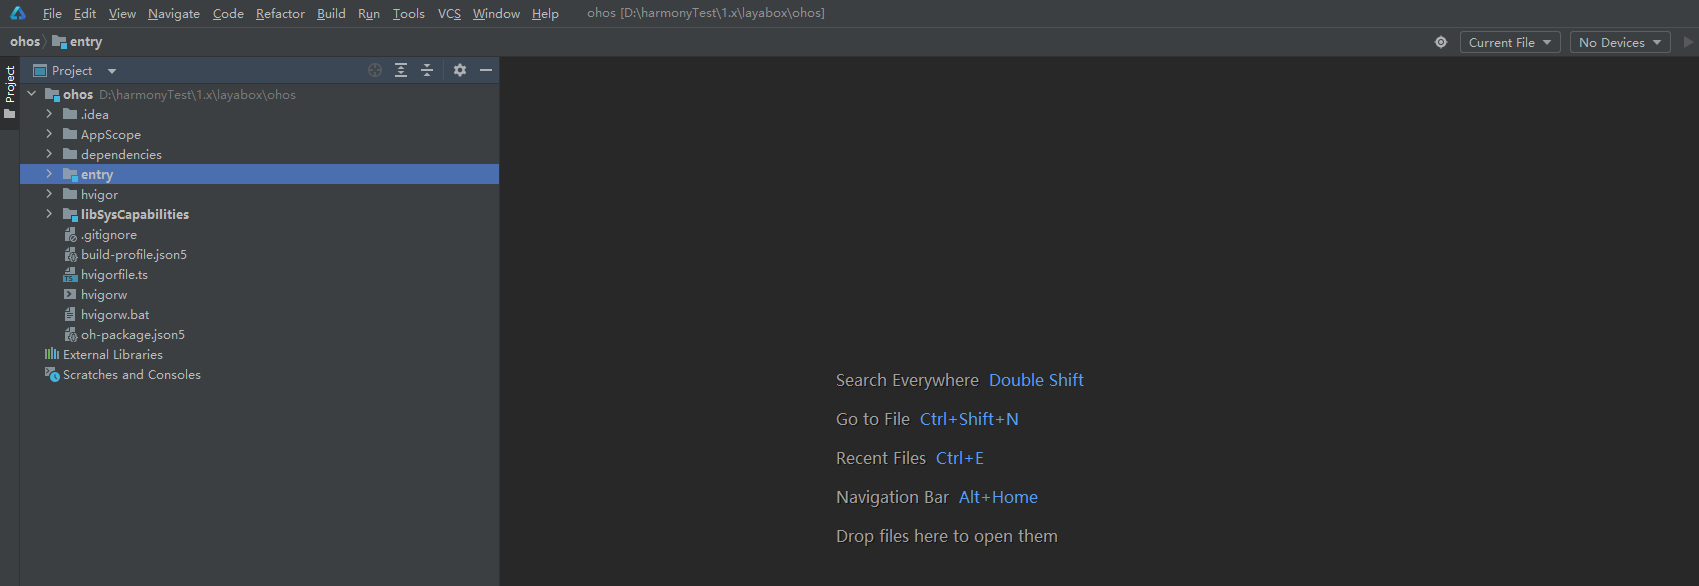 File Edit View Navigate Code Refactor Build Run Tools VCS Window Help ohos [D:\harmonyTest\1.x\layabox\ohos]
ohos entry Current File No Devices
Project
Project
ohos D:\harmonyTest\1.x\layabox\ohos
.idea
AppScope
dependencies
entry
hvigor
libSysCapabilities
.gitignore
build-profile.json5
hvigorfile.ts
hvigorw
hvigorw.bat
oh-package.json5
External Libraries
Scratches and Consoles
Search Everywhere Double Shift
Go to File Ctrl+Shift+N
Recent Files Ctrl+E
Navigation Bar Alt+Home
Drop files here to open them